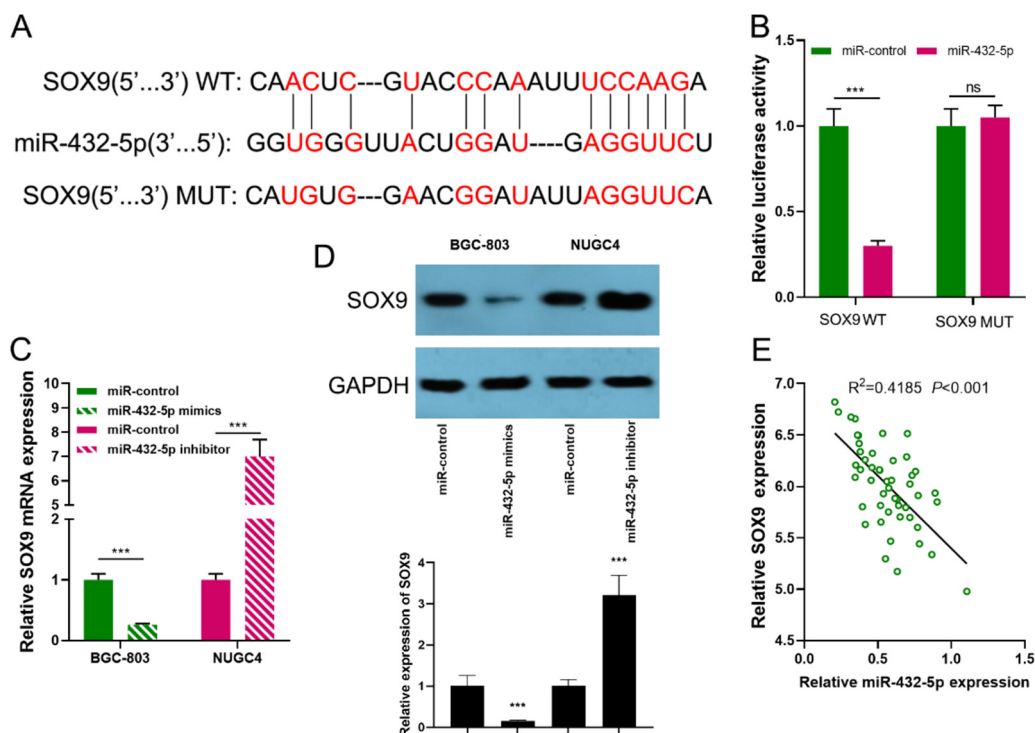 A
SOX9(5’...3’) WT: CAACUC---GUACCCAAAUUUCCAAGA
miR-432-5p(3’...5’): GGUGGGUUACUGGAU----GAGGUUCU
SOX9(5’...3’) MUT: CAUGUG---GAACGGAUAUUAGGUUCA
B
miR-control miR-432-5p
Relative luciferase activity
1.5
1.0
0.5
0.0
***
ns
SOX9 WT SOX9 MUT
C
Relative SOX9 mRNA expression
miR-control
miR-432-5p mimics
miR-control
miR-432-5p inhibitor
10
9
8
7
6
5
2
1
0
***
***
BGC-803 NUGC4
D
BGC-803 NUGC4
SOX9
GAPDH
miR-control
miR-432-5p mimics
miR-control
miR-432-5p inhibitor
Relative expression of SOX9
4
3
2
1
0
***
***
E
R²=0.4185 P<0.001
Relative SOX9 expression
7.0
6.5
6.0
5.5
5.0
4.5
0.0 0.5 1.0 1.5
Relative miR-432-5p expression